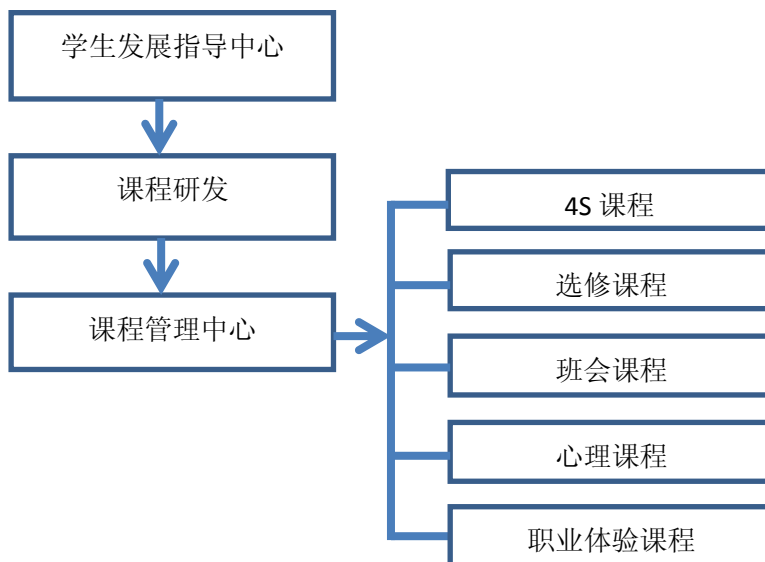 学生发展指导中心
课程研发
课程管理中心
4S 课程
选修课程
班会课程
心理课程
职业体验课程